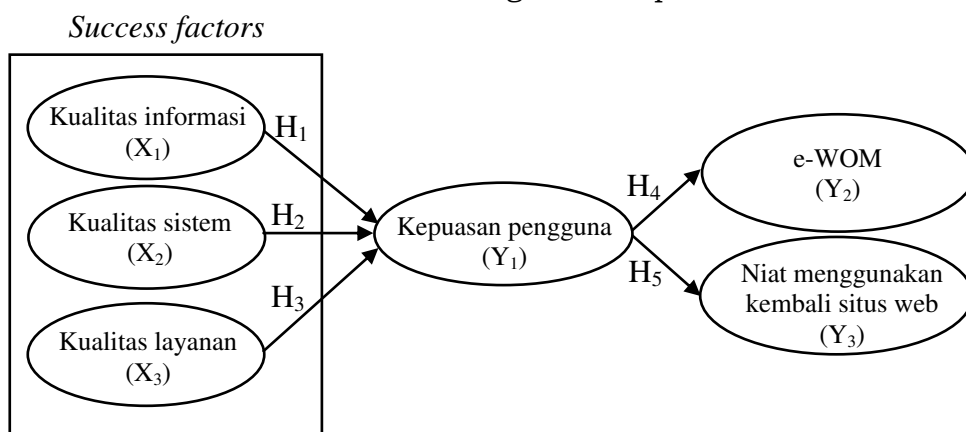 Success factors
Kualitas informasi
(X₁)
H₁
Kualitas sistem
(X₂)
H₂
Kualitas layanan
(X₃)
H₃
Kepuasan pengguna
(Y₁)
H₄
H₅
e-WOM
(Y₂)
Niat menggunakan
kembali situs web
(Y₃)